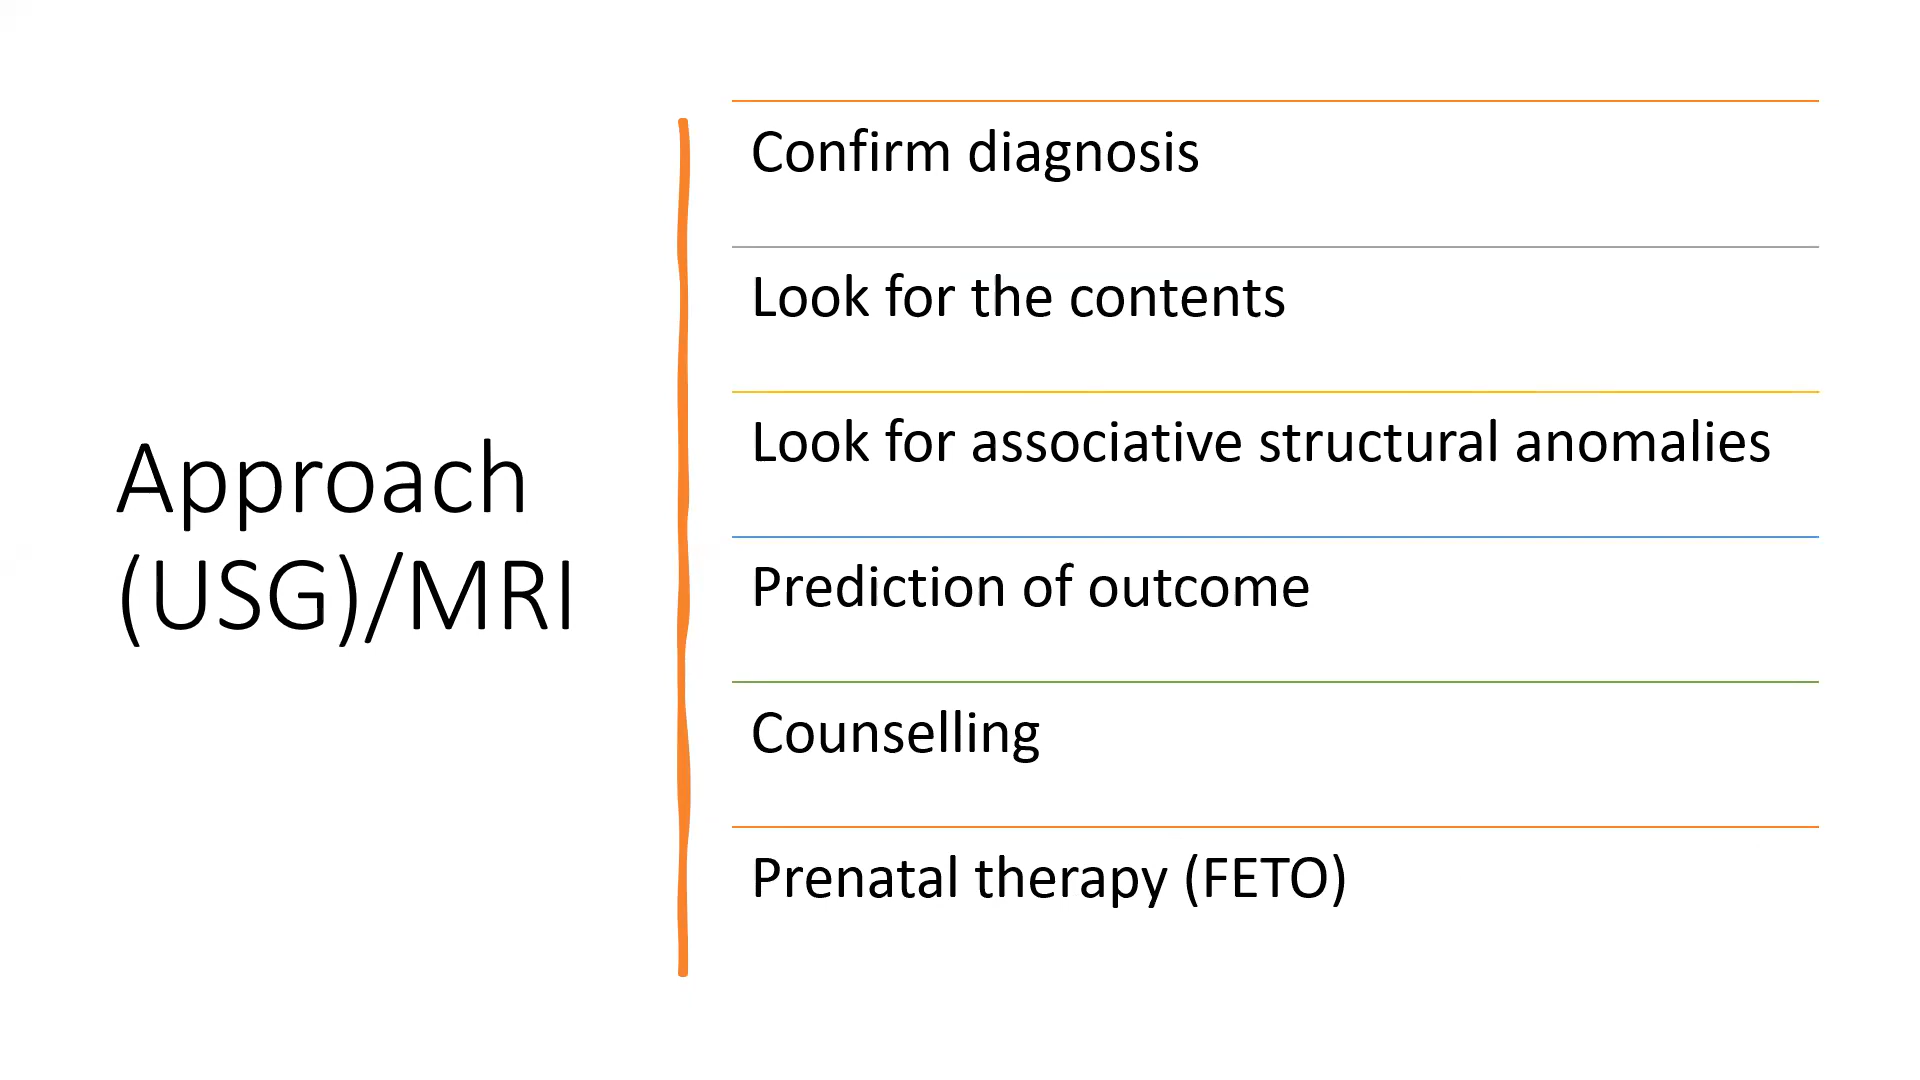 Approach
(USG)/MRI
Confirm diagnosis
Look for the contents
Look for associative structural anomalies
Prediction of outcome
Counselling
Prenatal therapy (FETO)